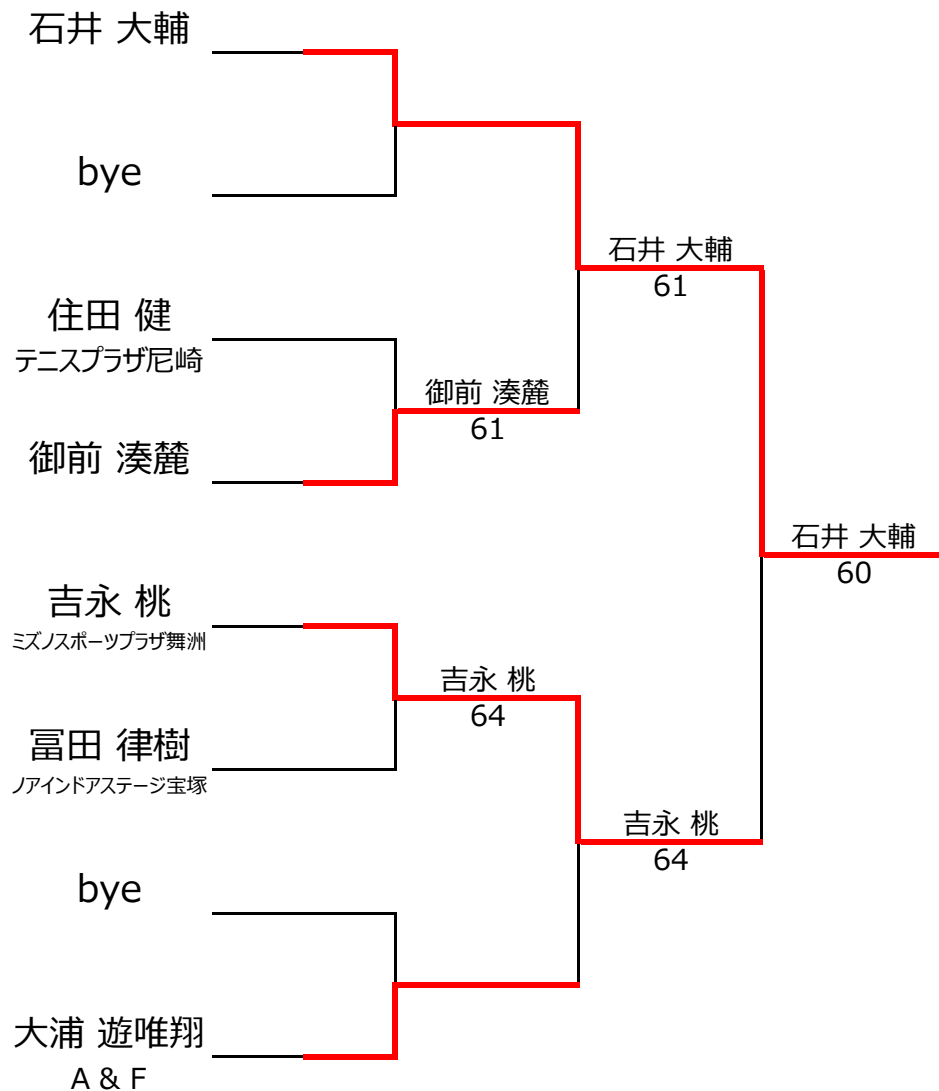 石井 大輔
bye
住田 健
テニスプラザ尼崎
御前 湊麓
吉永 桃
ミズノスポーツプラザ舞洲
冨田 律樹
ノアインドアステージ宝塚
bye
大浦 遊唯翔
A & F
御前 湊麓
61
吉永 桃
64
石井 大輔
61
吉永 桃
64
石井 大輔
60